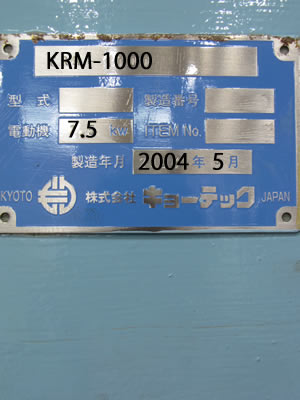 KRM-1000
型式 製造番号
電動機 7.5 kW ITEM No.
製造年月 2004年 5月
KYOTO 株式会社 キョーテック JAPAN